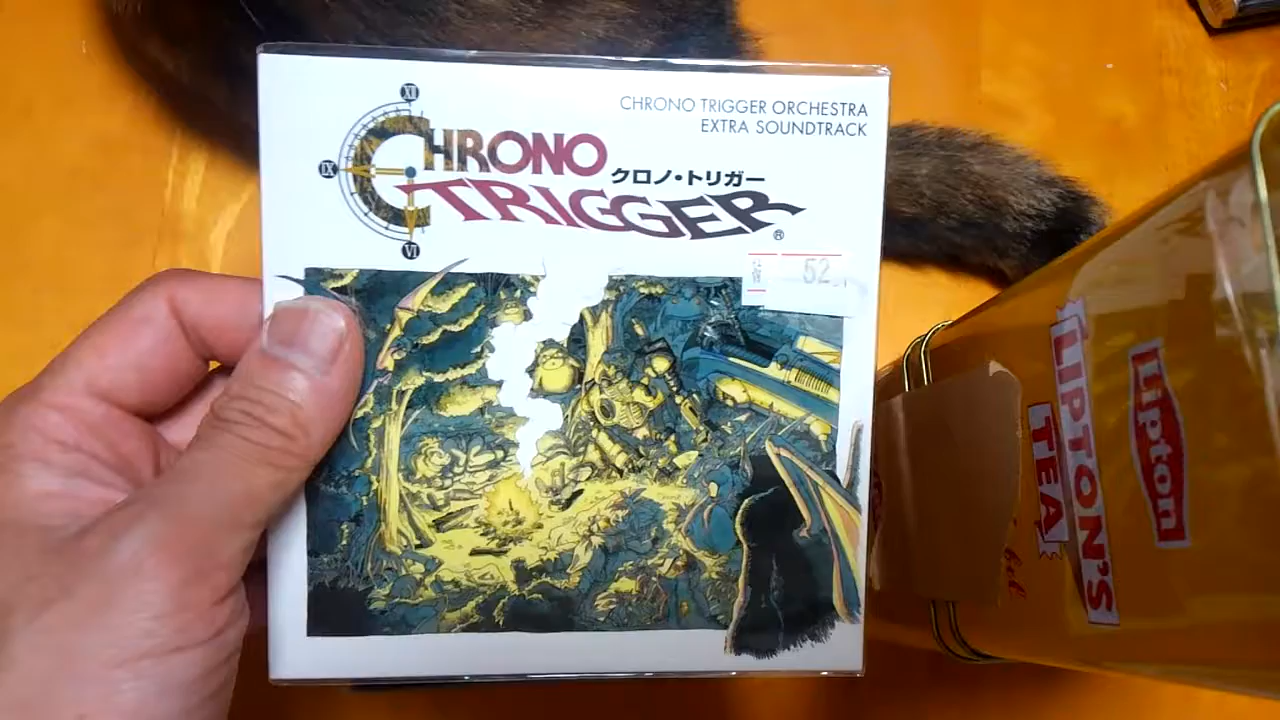 CHRONO TRIGGER ORCHESTRA
EXTRA SOUNDTRACK
XII
IX
VI
CHRONO
クロノ・トリガー
TRIGGER
®
52
Lipton
LIPTON'S
TEA